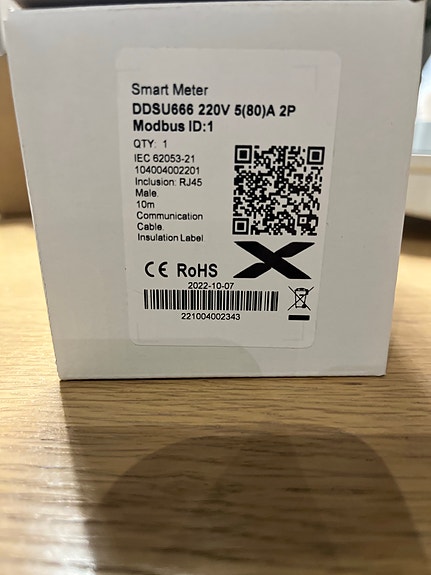 Smart Meter
DDSU666 220V 5(80)A 2P
Modbus ID:1
QTY: 1
IEC 62053-21
104004002201
Inclusion: RJ45
Male.
10m
Communication
Cable.
Insulation Label
CE RoHS
2022-10-07
221004002343